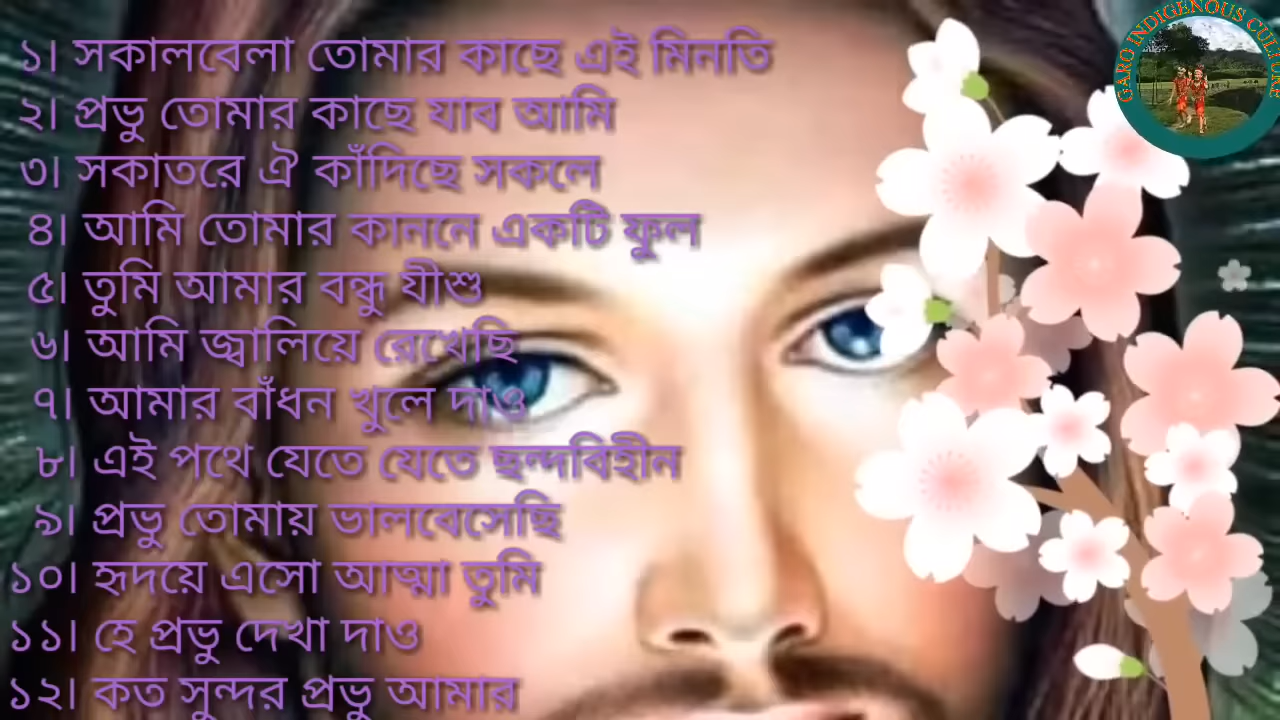 ১। সকালবেলা তোমার কাছে এই মিনতি
২। প্রভু তোমার কাছে যাব আমি
৩। সকাতরে ঐ কাঁদিছে সকলে
৪। আমি তোমার কাননে একটি ফুল
৫। তুমি আমার বন্ধু যীশু
৬। আমি জ্বালিয়ে রেখেছি
৭। আমার বাঁধন খুলে দাও
৮। এই পথে যেতে যেতে ছন্দবিহীন
৯। প্রভু তোমায় ভালবেসেছি
১০। হৃদয়ে এসো আত্মা তুমি
১১। হে প্রভু দেখা দাও
১২। কত সুন্দর প্রভু আমার
GARO INDIGENOUS CULTURE